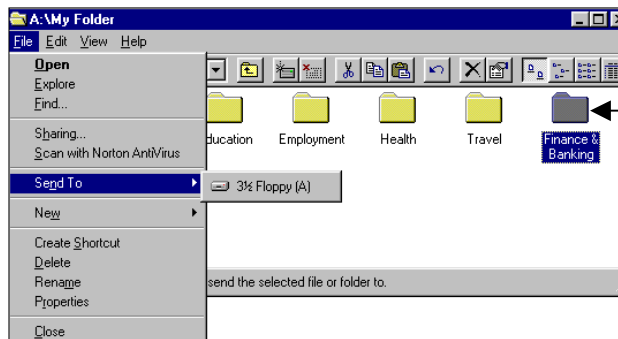 A:\My Folder
File Edit View Help
Open
Explore
Find...
Sharing...
Scan with Norton AntiVirus
Send To
3½ Floppy (A)
New
Create Shortcut
Delete
Rename
Properties
Close
ducation Employment Health Travel Finance &
Banking
send the selected file or folder to.